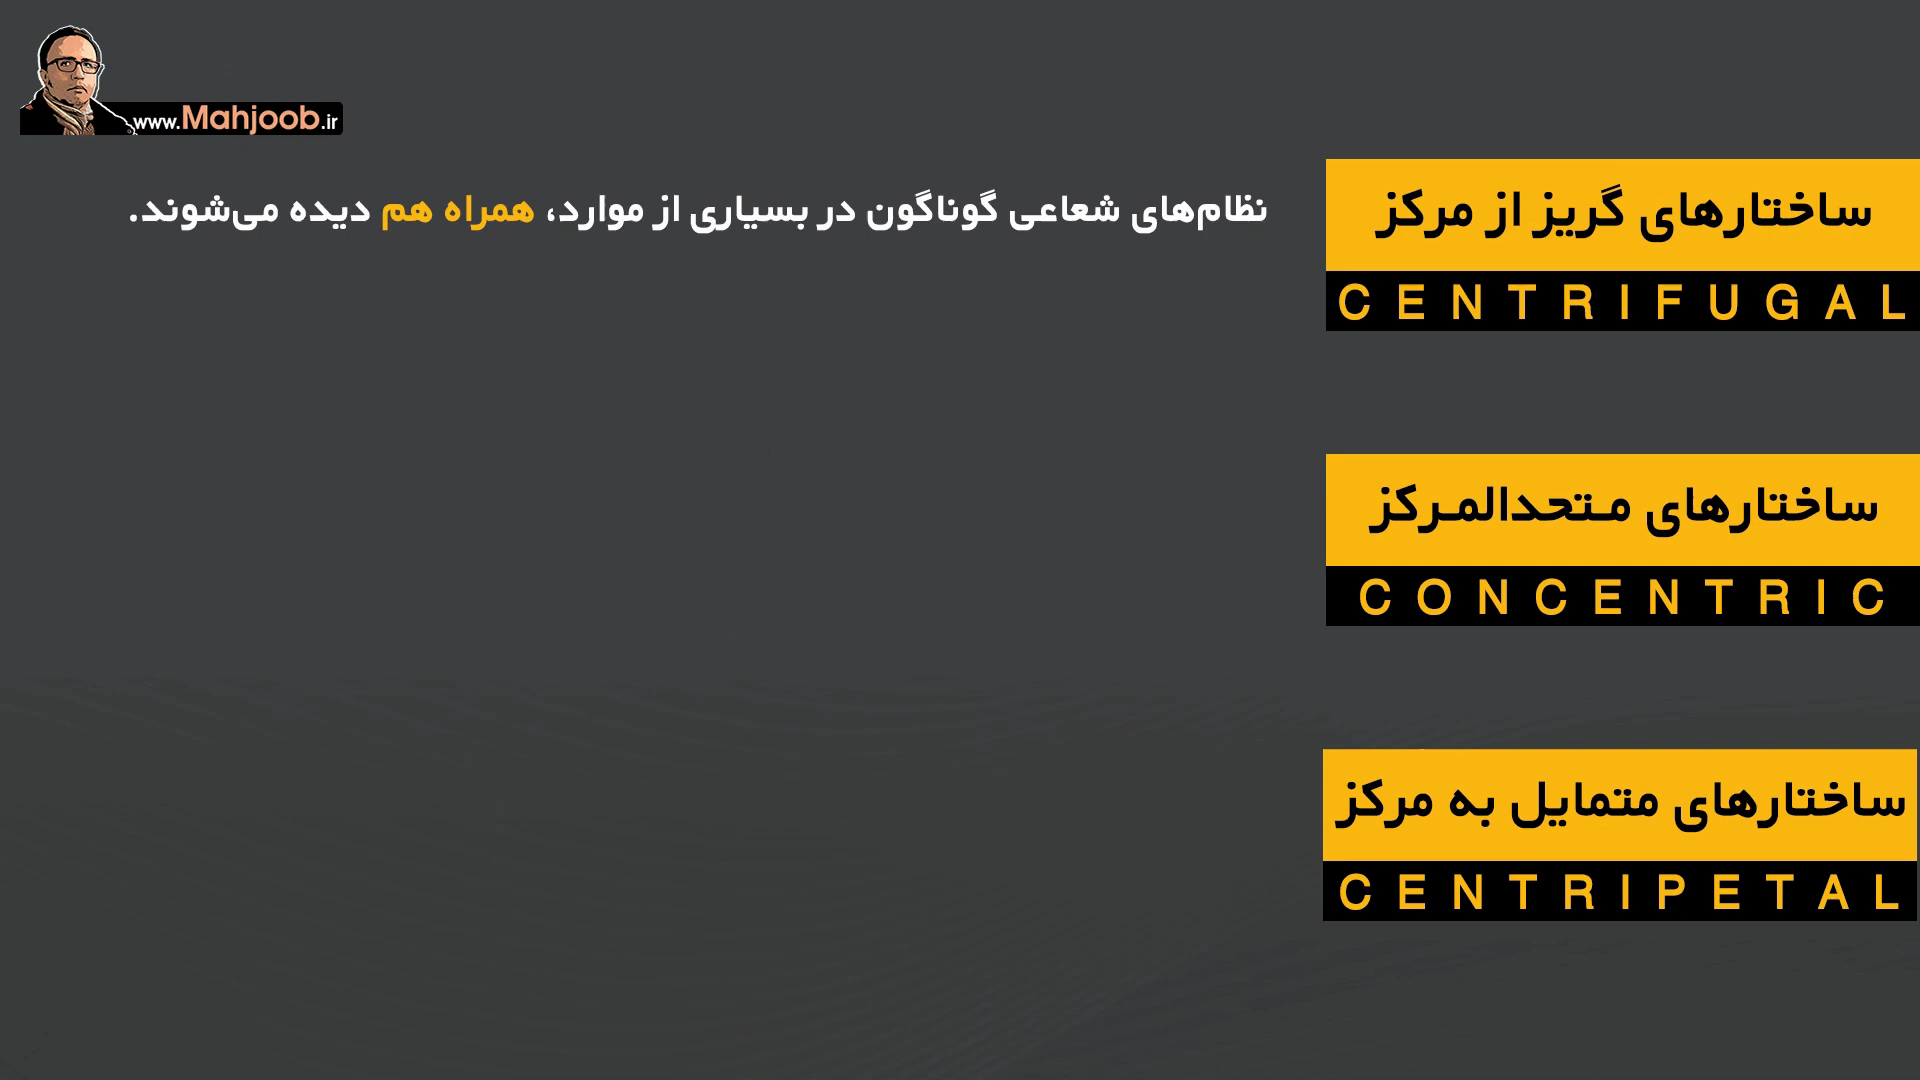 www.Mahjoob.ir
ساختارهای گریز از مرکز
CENTRIFUGAL
نظام‌های شعاعی گوناگون در بسیاری از موارد، همراه هم دیده می‌شوند.
ساختارهای متحدالمرکز
CONCENTRIC
ساختارهای متمایل به مرکز
CENTRIPETAL